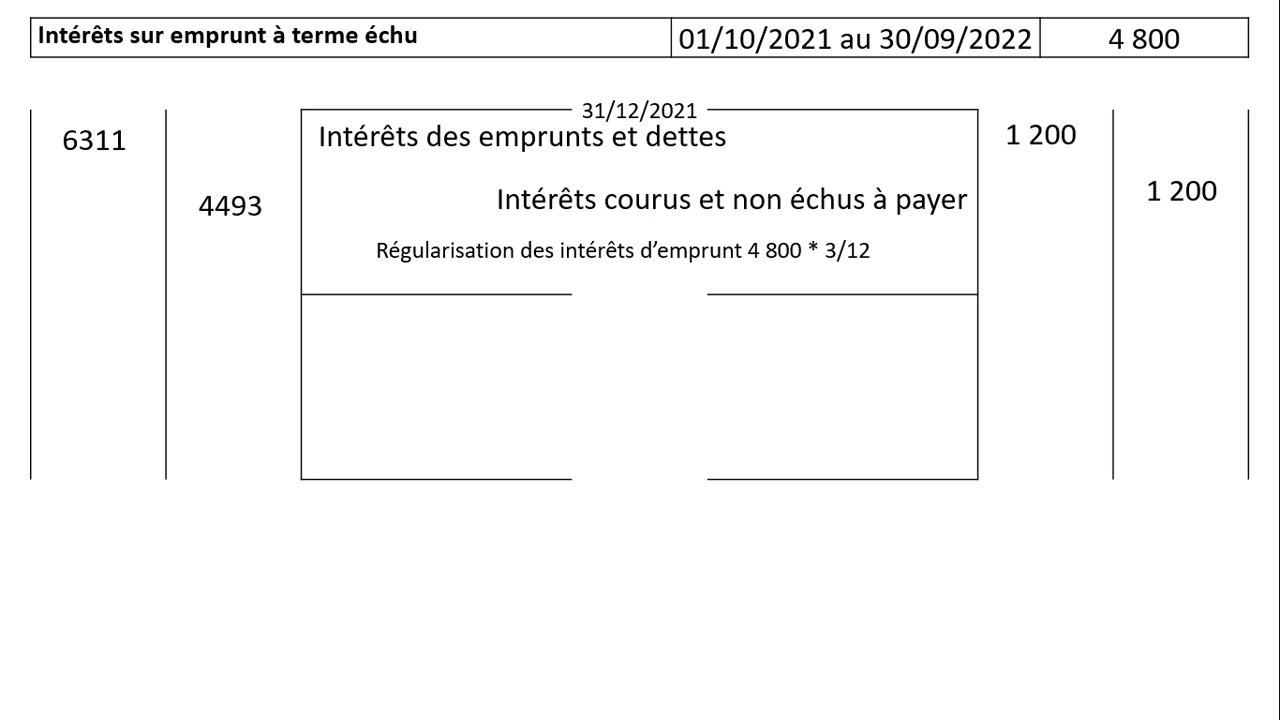 Intérêts sur emprunt à terme échu 01/10/2021 au 30/09/2022 4 800
31/12/2021
6311 Intérêts des emprunts et dettes 1 200
4493 Intérêts courus et non échus à payer 1 200
Régularisation des intérêts d’emprunt 4 800 * 3/12